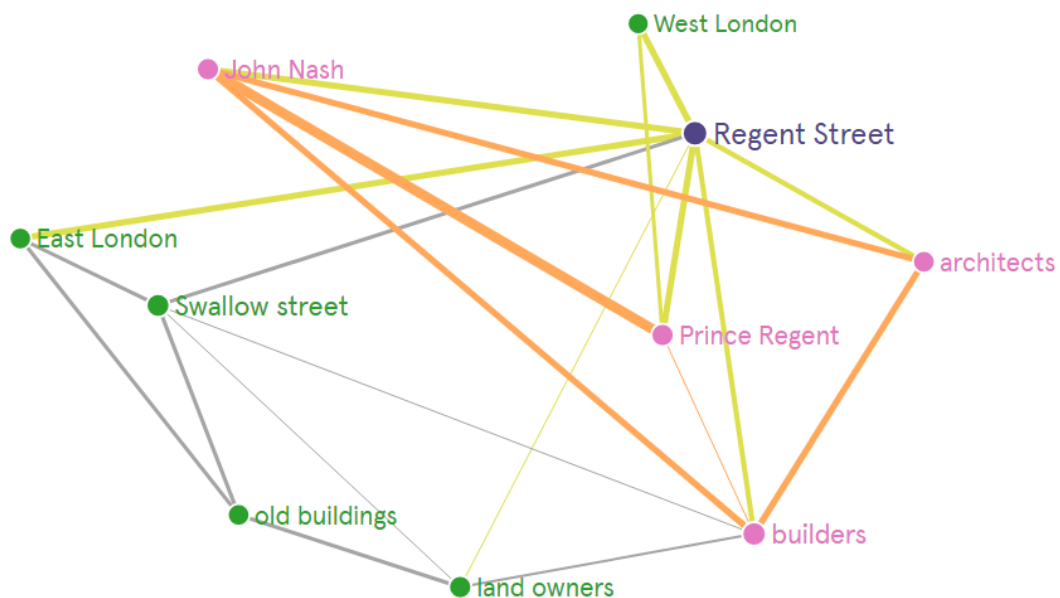 West London
John Nash
Regent Street
East London
architects
Swallow street
Prince Regent
old buildings
builders
land owners